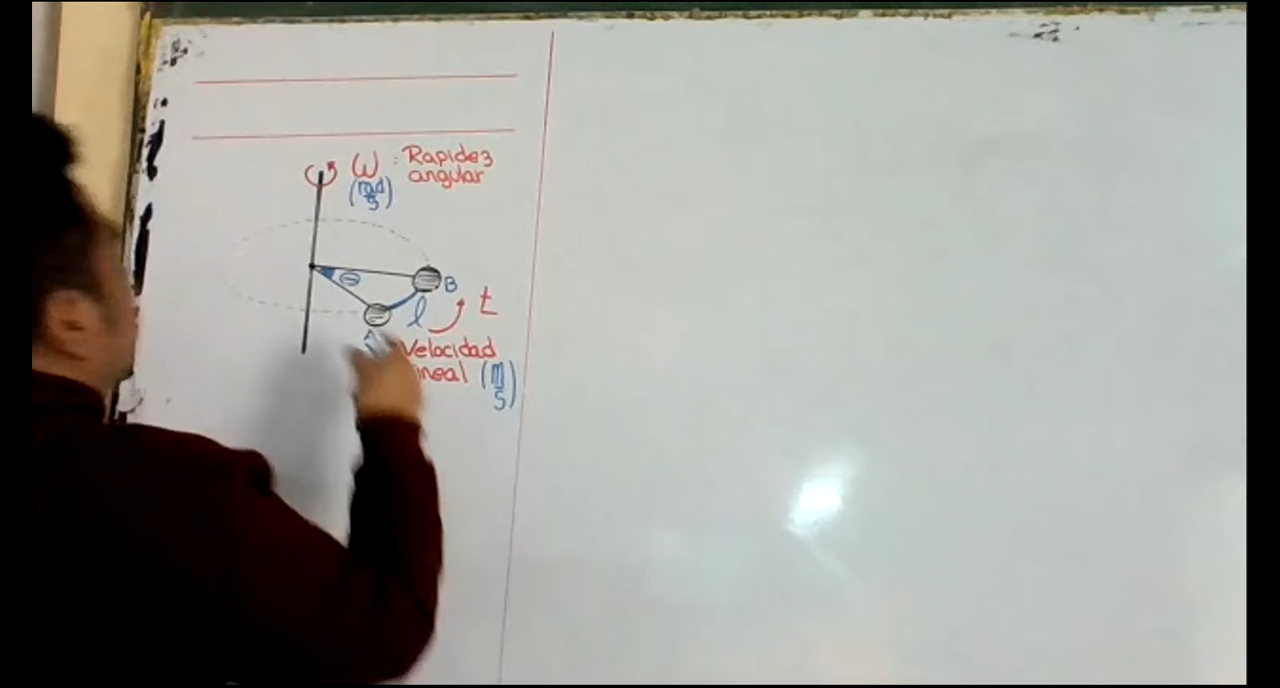 ω : Rapidez
angular
(rad/s)
θ
B
l
t
Velocidad
(m/s)